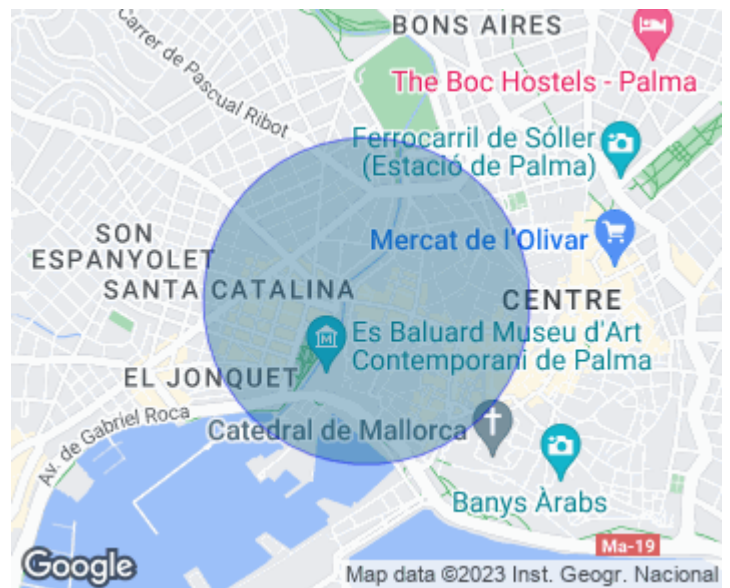 BONS AIRES
Carrer de Pascual Ribot
The Boc Hostels - Palma
Ferrocarril de Sóller
(Estació de Palma)
Mercat de l'Olivar
SON
ESPANYOLET
SANTA CATALINA
CENTRE
Es Baluard Museu d'Art
Contemporani de Palma
EL JONQUET
Av. de Gabriel Roca
Catedral de Mallorca
Banys Àrabs
Ma-19
Google
Map data ©2023 Inst. Geogr. Nacional